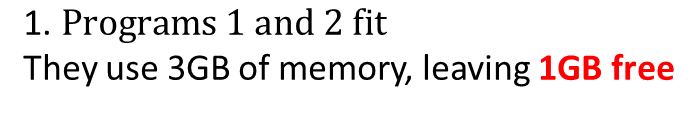 1. Programs 1 and 2 fit
They use 3GB of memory, leaving 1GB free